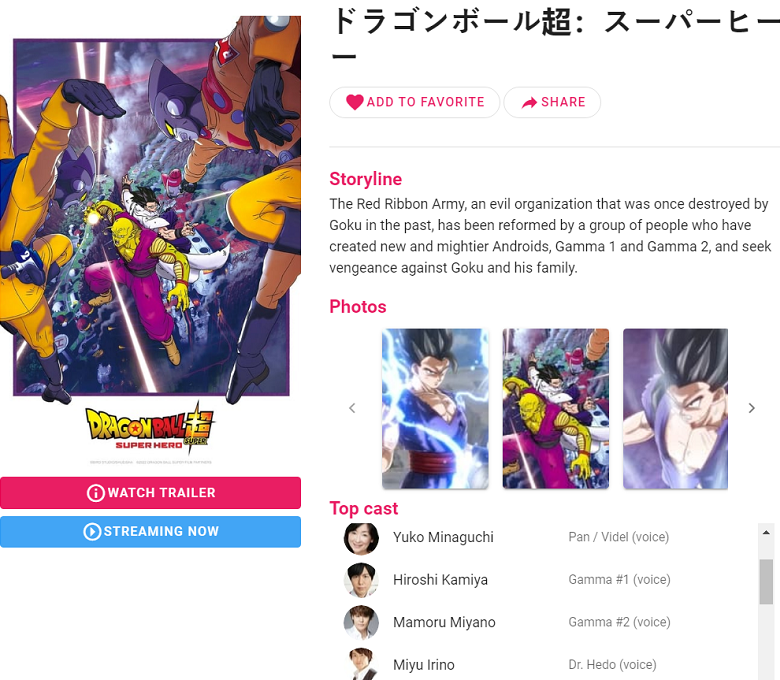 ドラゴンボール超：スーパーヒー
ー
ADD TO FAVORITE
SHARE
Storyline
The Red Ribbon Army, an evil organization that was once destroyed by
Goku in the past, has been reformed by a group of people who have
created new and mightier Androids, Gamma 1 and Gamma 2, and seek
vengeance against Goku and his family.
Photos
DRAGON BALL超
SUPER
SUPER HERO
WATCH TRAILER
STREAMING NOW
Top cast
Yuko Minaguchi Pan / Videl (voice)
Hiroshi Kamiya Gamma #1 (voice)
Mamoru Miyano Gamma #2 (voice)
Miyu Irino Dr. Hedo (voice)